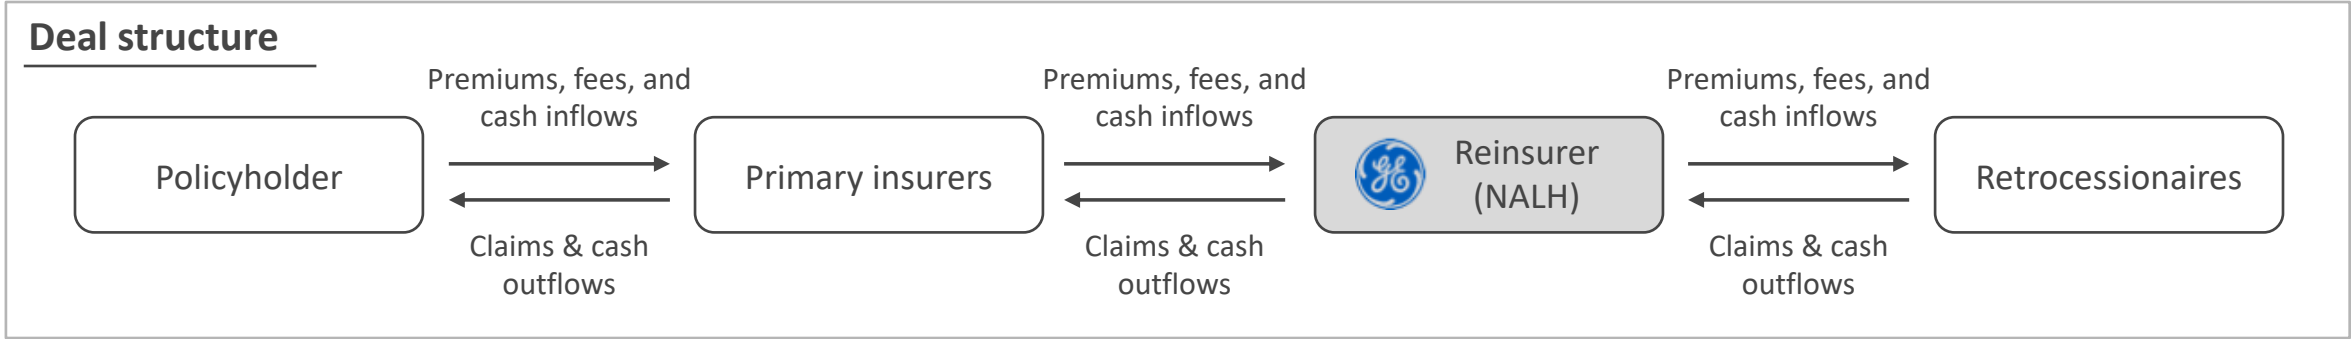 Deal structure
Premiums, fees, and
cash inflows
Premiums, fees, and
cash inflows
Premiums, fees, and
cash inflows
Policyholder
Primary insurers
GE
Reinsurer
(NALH)
Retrocessionaires
Claims & cash
outflows
Claims & cash
outflows
Claims & cash
outflows